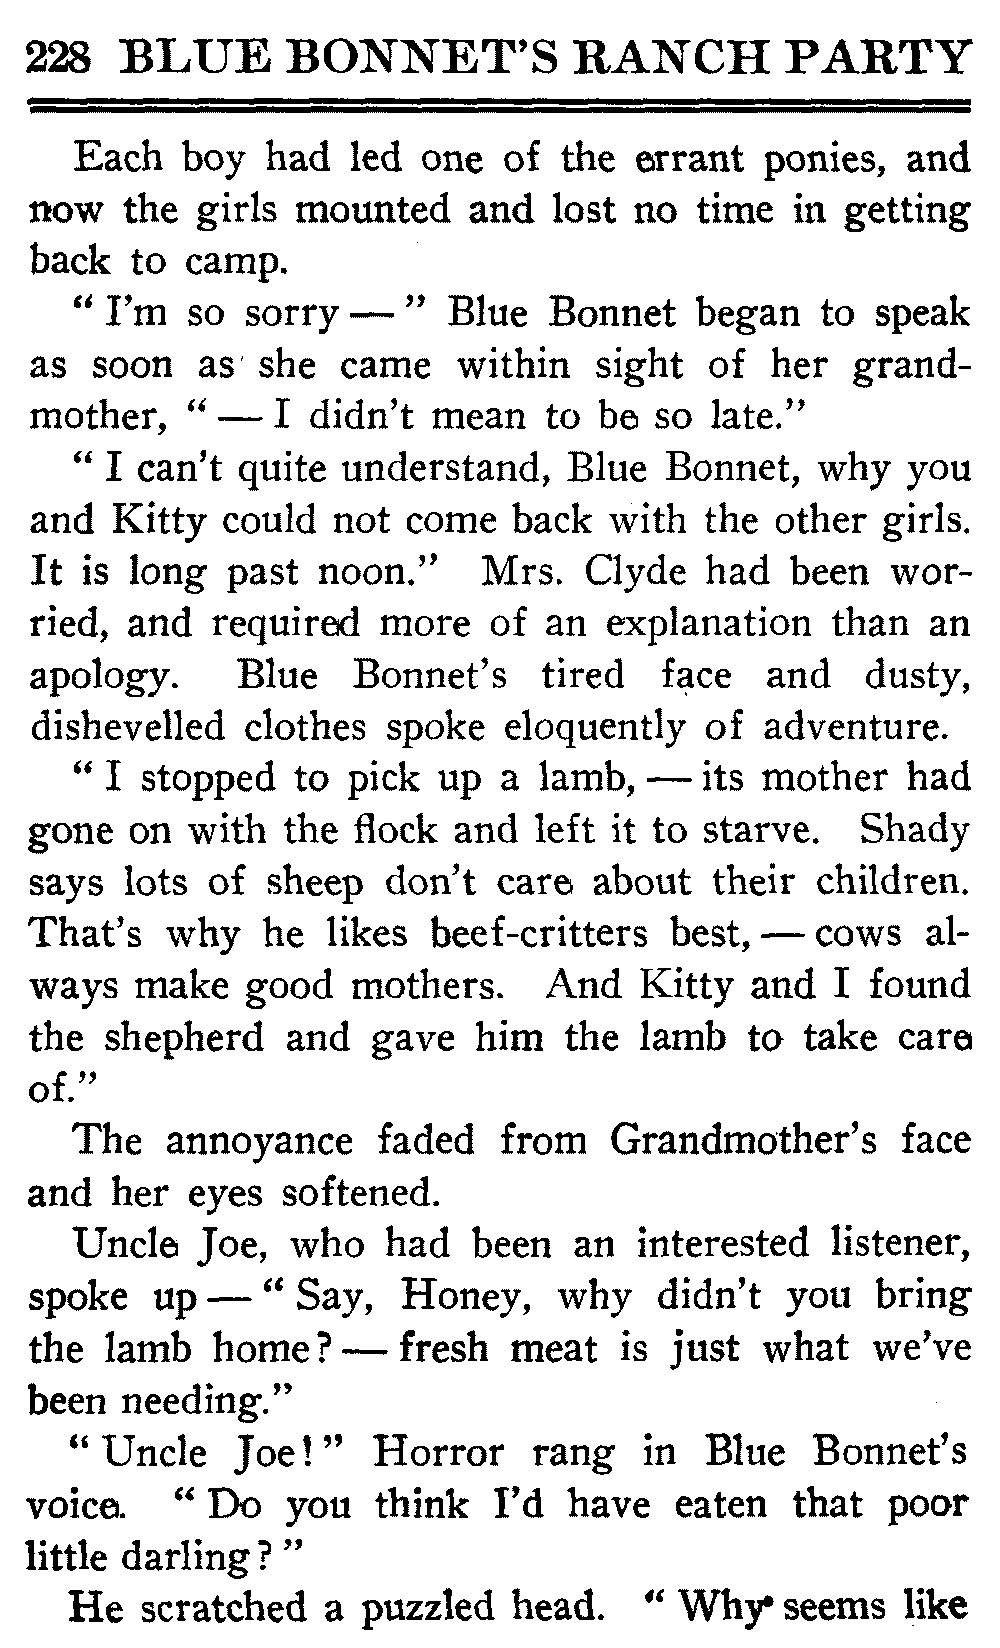 228 BLUE BONNET'S RANCH PARTY
Each boy had led one of the errant ponies, and
now the girls mounted and lost no time in getting
back to camp.
" I'm so sorry — " Blue Bonnet began to speak
as soon as she came within sight of her grand-
mother, " — I didn't mean to be so late."
" I can't quite understand, Blue Bonnet, why you
and Kitty could not come back with the other girls.
It is long past noon." Mrs. Clyde had been wor-
ried, and required more of an explanation than an
apology. Blue Bonnet's tired face and dusty,
dishevelled clothes spoke eloquently of adventure.
" I stopped to pick up a lamb, — its mother had
gone on with the flock and left it to starve. Shady
says lots of sheep don't care about their children.
That's why he likes beef-critters best, — cows al-
ways make good mothers. And Kitty and I found
the shepherd and gave him the lamb to take care
of."
The annoyance faded from Grandmother's face
and her eyes softened.
Uncle Joe, who had been an interested listener,
spoke up — " Say, Honey, why didn't you bring
the lamb home? — fresh meat is just what we've
been needing."
" Uncle Joe! " Horror rang in Blue Bonnet's
voice. " Do you think I'd have eaten that poor
little darling? "
He scratched a puzzled head. " Why seems like